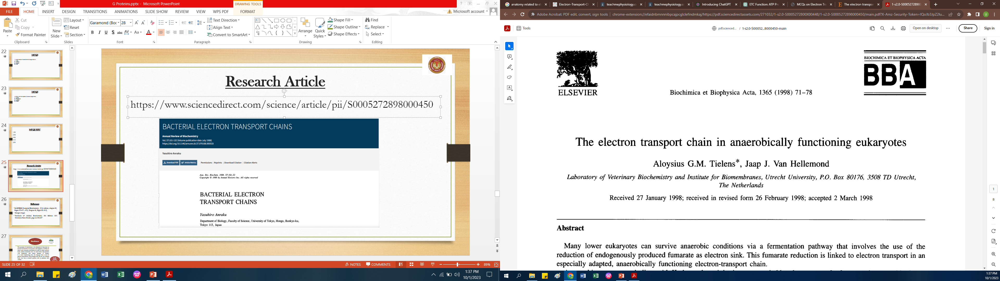 G Proteins.pptx - Microsoft PowerPoint
DRAWING TOOLS
FILE HOME INSERT DESIGN TRANSITIONS ANIMATIONS SLIDE SHOW REVIEW VIEW WPS PDF FORMAT
Microsoft account
Paste
Cut
Copy
Format Painter
Clipboard
New
Slide
Layout
Reset
Section
Slides
Garamond (Boc 28
B I U S abc AV Aa A
Font
Text Direction
Align Text
Convert to SmartArt
Paragraph
Arrange
Quick
Styles
Shape Fill
Shape Outline
Shape Effects
Drawing
Find
Replace
Select
Editing
22
MCQS
23
MCQS
24
MCQS KEY
25
Research Article
26
References
27
Research Article
https://www.sciencedirect.com/science/article/pii/S0005272898000450
BACTERIAL ELECTRON TRANSPORT CHAINS
Annual Review of Biochemistry
Vol. 57:101-132 (Volume publication date July 1988)
https://doi.org/10.1146/annurev.bi.57.070188.000533
Yasuhiro Anraku
Download PDF Article Metrics Permissions | Reprints | Download Citation | Citation Alerts
Ann. Rev. Biochem. 1988. 57:101-32
Copyright © 1988 by Annual Reviews Inc. All rights reserved
BACTERIAL ELECTRON
TRANSPORT CHAINS
Yasuhiro Anraku
Department of Biology, Faculty of Science, University of Tokyo, Hongo, Bunkyo-ku,
Tokyo 113, Japan
SLIDE 25 OF 32
NOTES COMMENTS 89%
1:37 PM
10/1/2023
anatomy related to el
Electron-Transport-Ch
teachmephysiology.c
teachmephysiology.c
Introducing ChatGPT
ETC Function: ATP Pr
MCQs on Electron Tra
The electron transpo
1-s2.0-S00052728980
Adobe Acrobat: PDF edit, convert, sign tools | chrome-extension://efaidnbmnnnibpcajpcglclefindmkaj/https://pdf.sciencedirectassets.com/271032/1-s2.0-S0005272800X00448/1-s2.0-S0005272898000450/main.pdf?X-Amz-Security-Token=IQoJb3JpZ2lu...
Tools
pdf.scienced... / 1-s2.0-S00052...8000450-main
Open on desktop
Share
Sign in
ELSEVIER
Biochimica et Biophysica Acta, 1365 (1998) 71–78
BIOCHIMICA ET BIOPHYSICA ACTA
BBA
The electron transport chain in anaerobically functioning eukaryotes
Aloysius G.M. Tielens*, Jaap J. Van Hellemond
Laboratory of Veterinary Biochemistry and Institute for Biomembranes, Utrecht University, P.O. Box 80176, 3508 TD Utrecht,
The Netherlands
Received 27 January 1998; received in revised form 26 February 1998; accepted 2 March 1998
Abstract
Many lower eukaryotes can survive anaerobic conditions via a fermentation pathway that involves the use of the
reduction of endogenously produced fumarate as electron sink. This fumarate reduction is linked to electron transport in an
especially adapted, anaerobically functioning electron-transport chain.
1
8
1:37 PM
10/1/2023